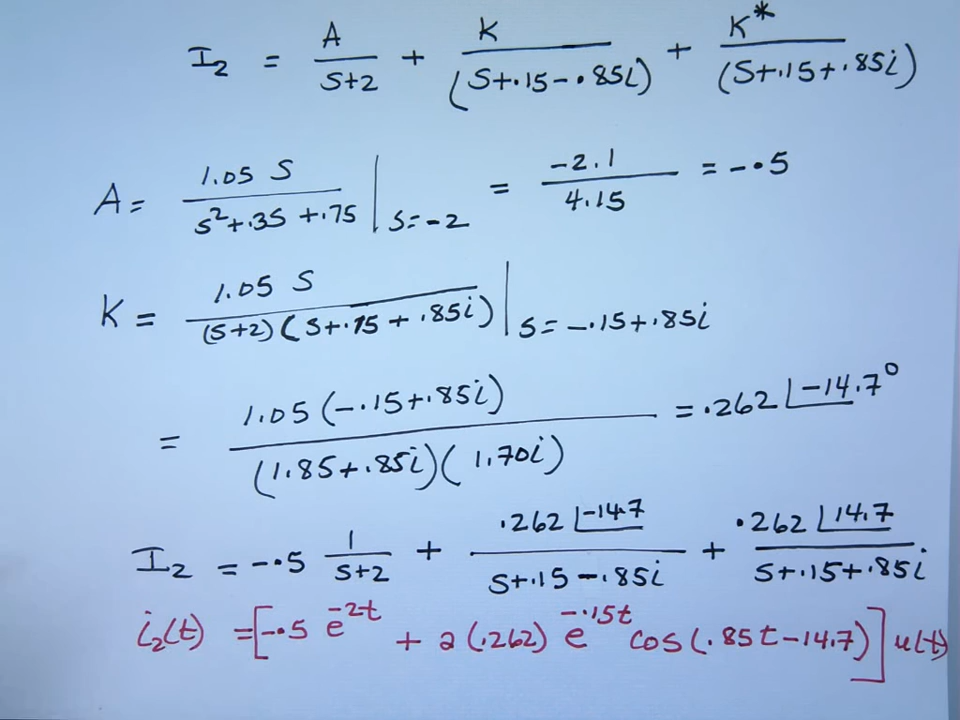 I₂ = A/(S+2) + K/(S+.15-.85i) + K*/(S+.15+.85i)
A = 1.05 S/(S²+.3S+.75) | S=-2 = -2.1/4.15 = -.5
K = 1.05 S/((S+2)(S+.15+.85i)) | S=-.15+.85i
= 1.05(-.15+.85i)/((1.85+.85i)(1.70i)) = .262∠-14.7°
I₂ = -.5 1/(S+2) + .262∠-14.7/(S+.15-.85i) + .262∠14.7/(S+.15+.85i)
i₂(t) = [-.5 e^(-2t) + 2(.262) e^(-.15t) cos(.85t-14.7)] u(t)